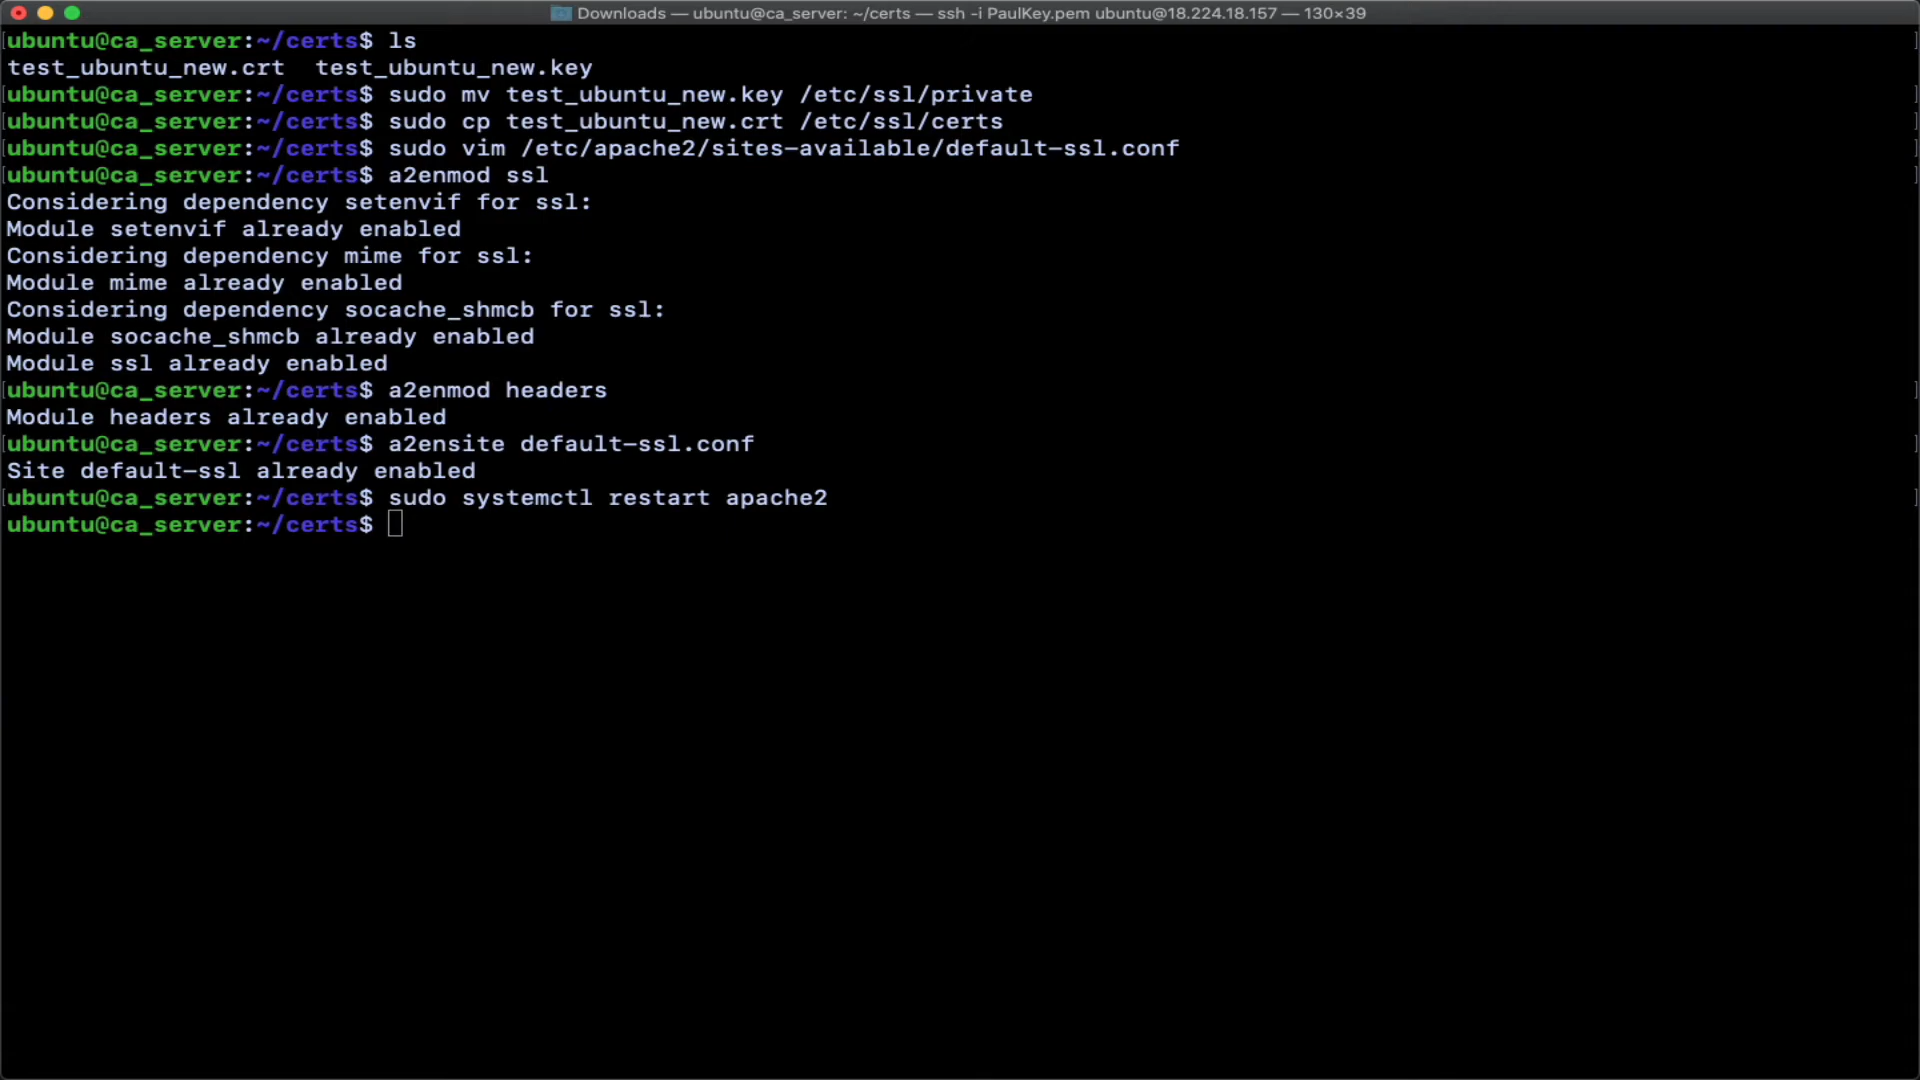 Downloads — ubuntu@ca_server: ~/certs — ssh -i PaulKey.pem ubuntu@18.224.18.157 — 130×39
ubuntu@ca_server:~/certs$ ls
test_ubuntu_new.crt  test_ubuntu_new.key
ubuntu@ca_server:~/certs$ sudo mv test_ubuntu_new.key /etc/ssl/private
ubuntu@ca_server:~/certs$ sudo cp test_ubuntu_new.crt /etc/ssl/certs
ubuntu@ca_server:~/certs$ sudo vim /etc/apache2/sites-available/default-ssl.conf
ubuntu@ca_server:~/certs$ a2enmod ssl
Considering dependency setenvif for ssl:
Module setenvif already enabled
Considering dependency mime for ssl:
Module mime already enabled
Considering dependency socache_shmcb for ssl:
Module socache_shmcb already enabled
Module ssl already enabled
ubuntu@ca_server:~/certs$ a2enmod headers
Module headers already enabled
ubuntu@ca_server:~/certs$ a2ensite default-ssl.conf
Site default-ssl already enabled
ubuntu@ca_server:~/certs$ sudo systemctl restart apache2
ubuntu@ca_server:~/certs$